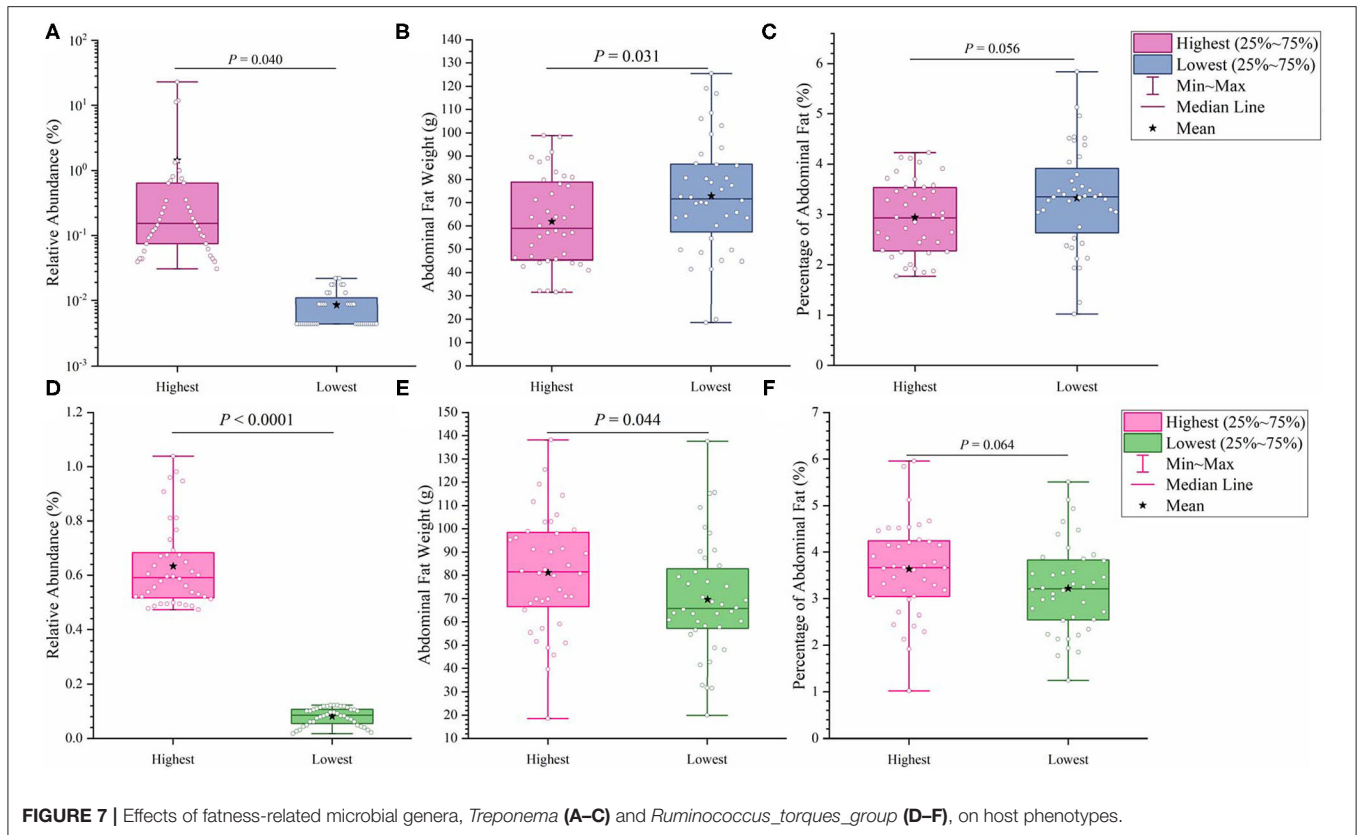 A
Relative Abundance (%)
10²
10¹
10⁰
10⁻¹
10⁻²
10⁻³
P = 0.040
Highest
Lowest
B
Abdominal Fat Weight (g)
140
130
120
110
100
90
80
70
60
50
40
30
20
10
0
P = 0.031
Highest
Lowest
C
Percentage of Abdominal Fat (%)
6
5
4
3
2
1
0
P = 0.056
Highest
Lowest
Highest (25%~75%)
Lowest (25%~75%)
Min~Max
Median Line
Mean
D
Relative Abundance (%)
1.2
1.0
0.8
0.6
0.4
0.2
0.0
P < 0.0001
Highest
Lowest
E
Abdominal Fat Weight (g)
150
140
130
120
110
100
90
80
70
60
50
40
30
20
10
P = 0.044
Highest
Lowest
F
Percentage of Abdominal Fat (%)
7
6
5
4
3
2
1
0
P = 0.064
Highest
Lowest
Highest (25%~75%)
Lowest (25%~75%)
Min~Max
Median Line
Mean
FIGURE 7 | Effects of fatness-related microbial genera, Treponema (A–C) and Ruminococcus_torques_group (D–F), on host phenotypes.